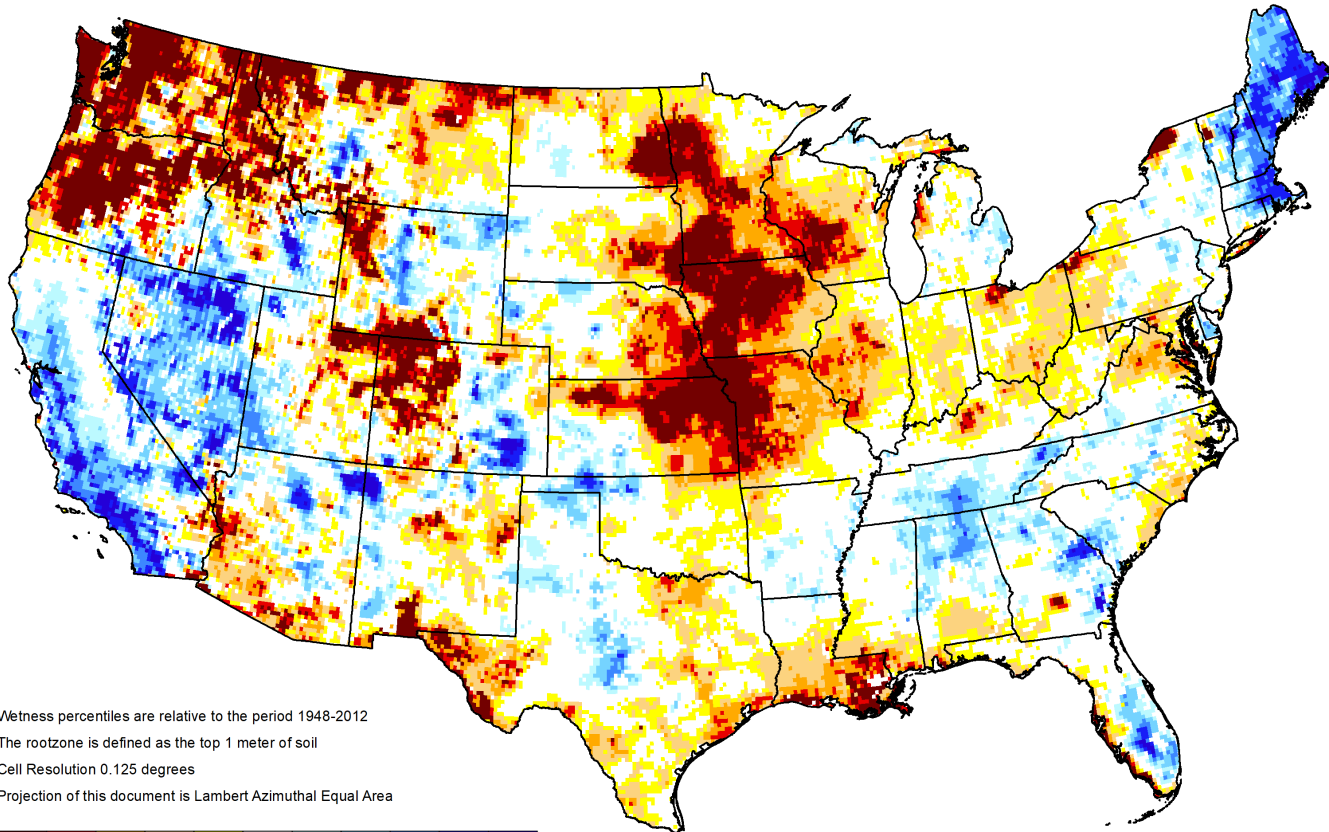 Wetness percentiles are relative to the period 1948-2012
The rootzone is defined as the top 1 meter of soil
Cell Resolution 0.125 degrees
Projection of this document is Lambert Azimuthal Equal Area